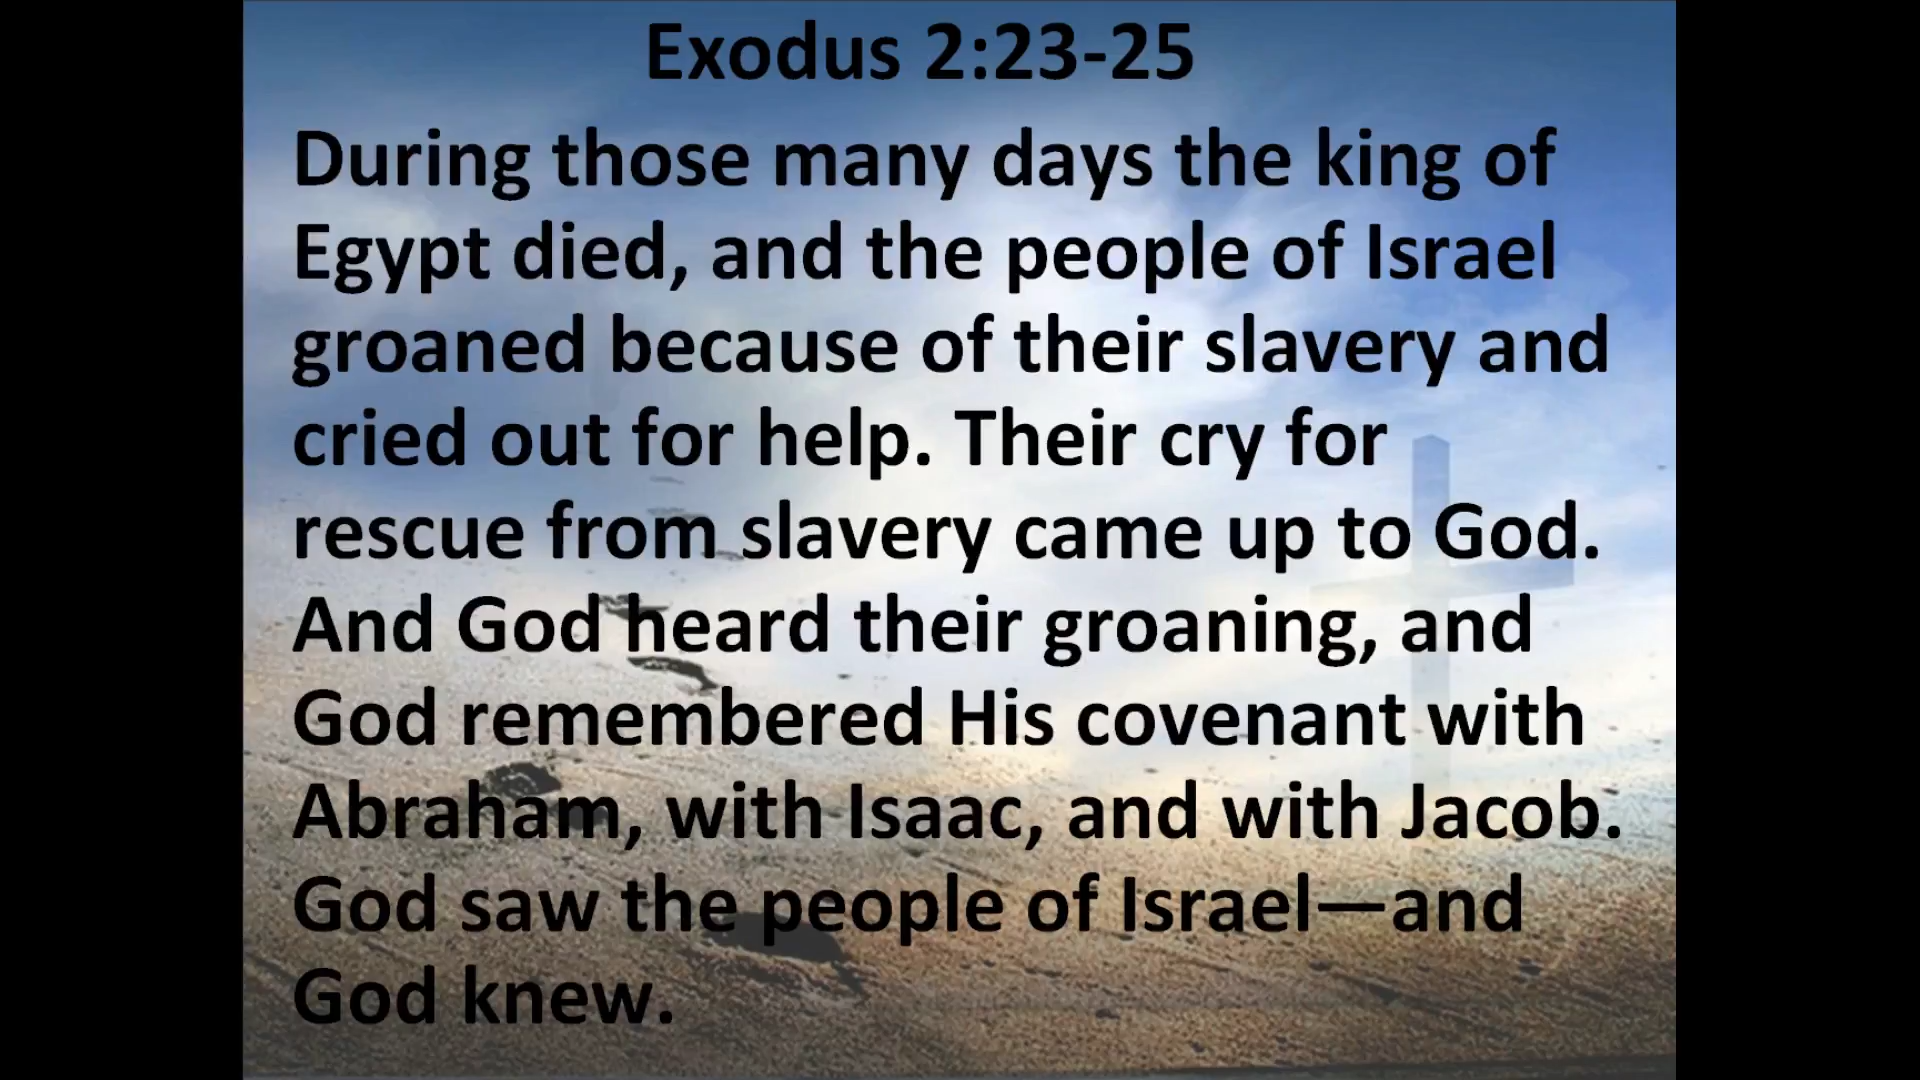 Exodus 2:23-25
During those many days the king of
Egypt died, and the people of Israel
groaned because of their slavery and
cried out for help. Their cry for
rescue from slavery came up to God.
And God heard their groaning, and
God remembered His covenant with
Abraham, with Isaac, and with Jacob.
God saw the people of Israel—and
God knew.